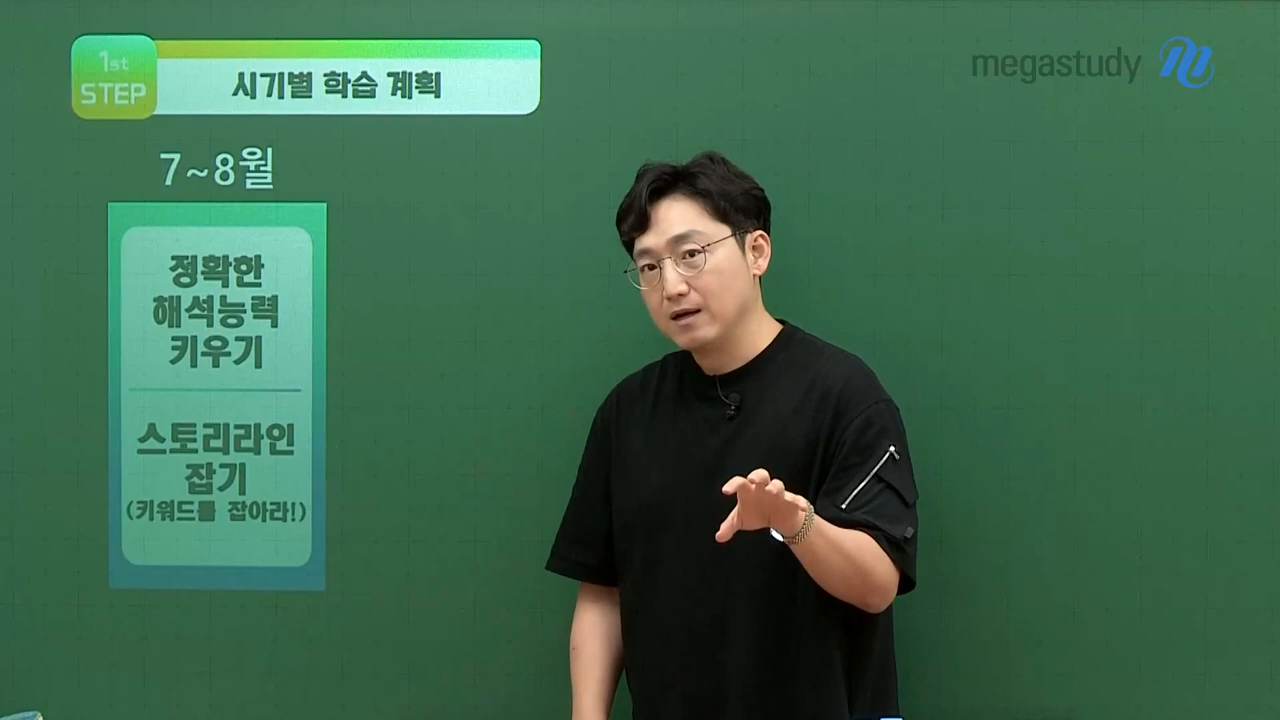 1st
STEP
시기별 학습 계획
megastudy
7~8월
정확한
해석능력
키우기
스토리라인
잡기
(키워드를 잡아라!)